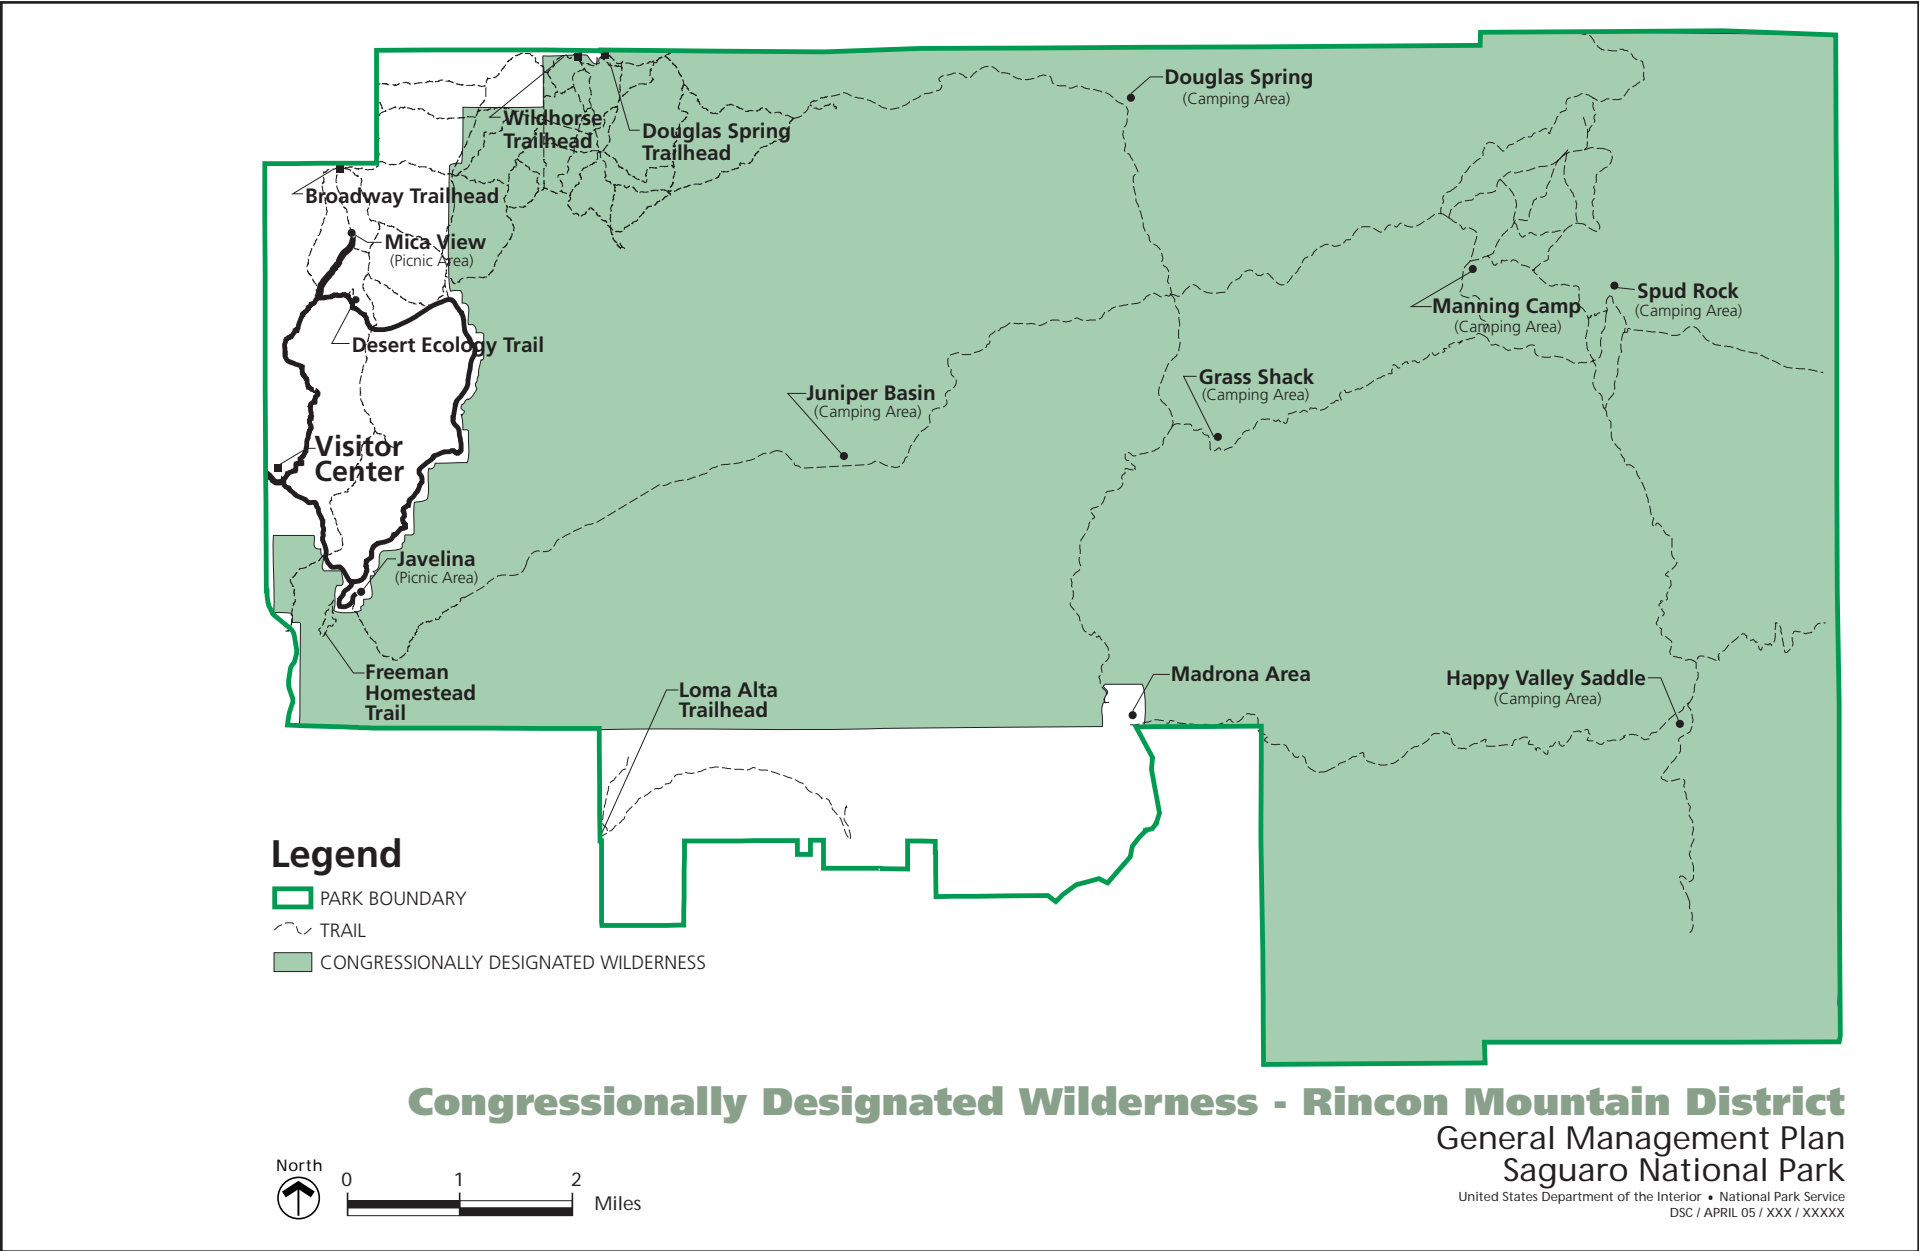 Douglas Spring
(Camping Area)
Wildhorse
Trailhead
Douglas Spring
Trailhead
Broadway Trailhead
Mica View
(Picnic Area)
Desert Ecology Trail
Manning Camp
(Camping Area)
Spud Rock
(Camping Area)
Juniper Basin
(Camping Area)
Grass Shack
(Camping Area)
Visitor
Center
Javelina
(Picnic Area)
Freeman
Homestead
Trail
Loma Alta
Trailhead
Madrona Area
Happy Valley Saddle
(Camping Area)
Legend
PARK BOUNDARY
TRAIL
CONGRESSIONALLY DESIGNATED WILDERNESS
Congressionally Designated Wilderness - Rincon Mountain District
General Management Plan
Saguaro National Park
United States Department of the Interior • National Park Service
DSC / APRIL 05 / XXX / XXXXX
North
0 1 2
Miles